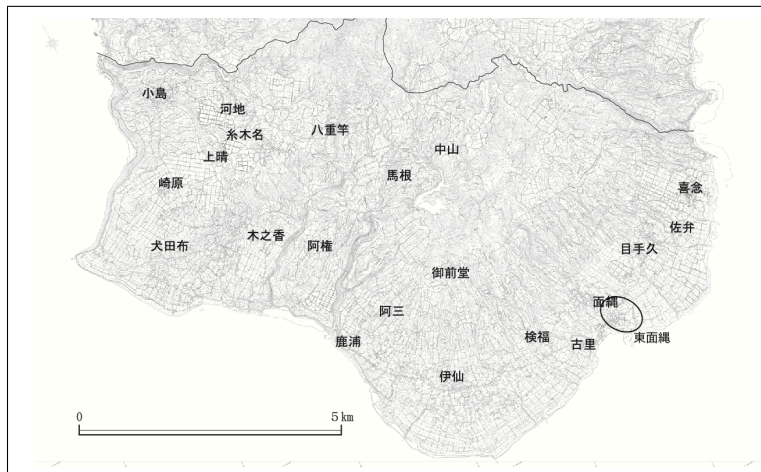 小島
河地
糸木名
八重竿
中山
上晴
馬根
崎原
喜念
佐弁
犬田布
木之香
阿権
目手久
御前堂
面縄
阿三
鹿浦
検福
古里
東面縄
伊仙
0 5㎞